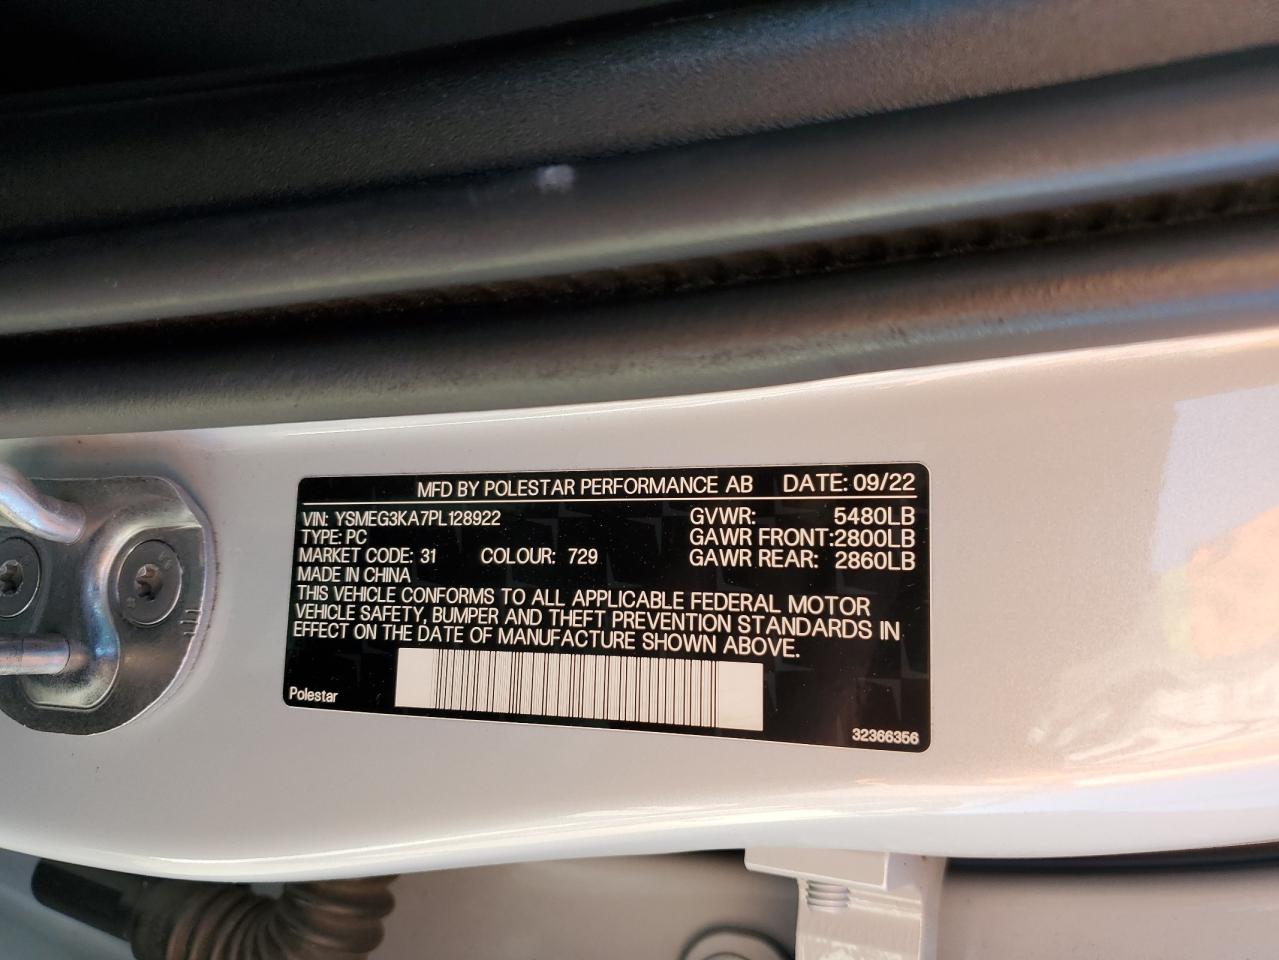 MFD BY POLESTAR PERFORMANCE AB DATE: 09/22
VIN: YSMEG3KA7PL128922 GVWR: 5480LB
TYPE: PC GAWR FRONT:2800LB
MARKET CODE: 31 COLOUR: 729 GAWR REAR: 2860LB
MADE IN CHINA
THIS VEHICLE CONFORMS TO ALL APPLICABLE FEDERAL MOTOR
VEHICLE SAFETY, BUMPER AND THEFT PREVENTION STANDARDS IN
EFFECT ON THE DATE OF MANUFACTURE SHOWN ABOVE.
Polestar
32366356